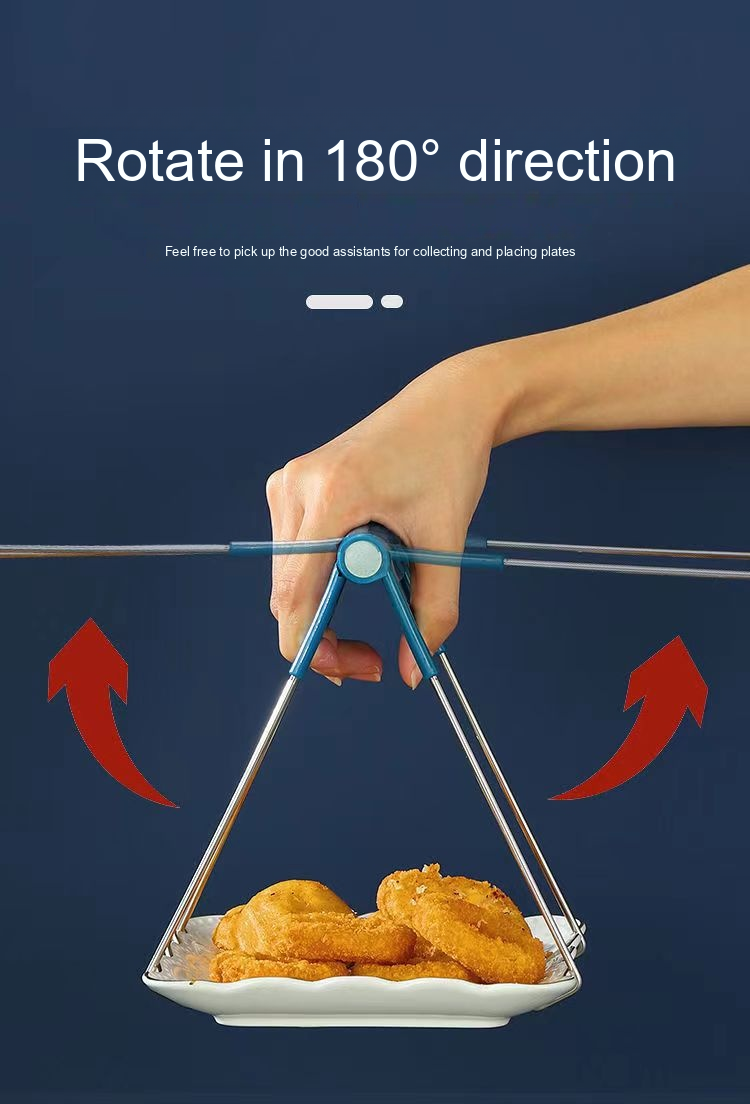 Rotate in 180° direction
Feel free to pick up the good assistants for collecting and placing plates